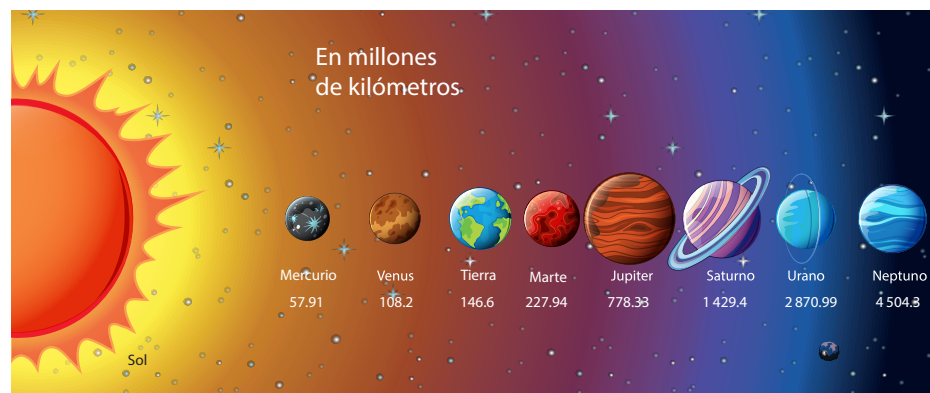 En millones
de kilómetros
Mercurio Venus Tierra Marte Jupiter Saturno Urano Neptuno
57.91 108.2 146.6 227.94 778.33 1 429.4 2 870.99 4 504.3
Sol